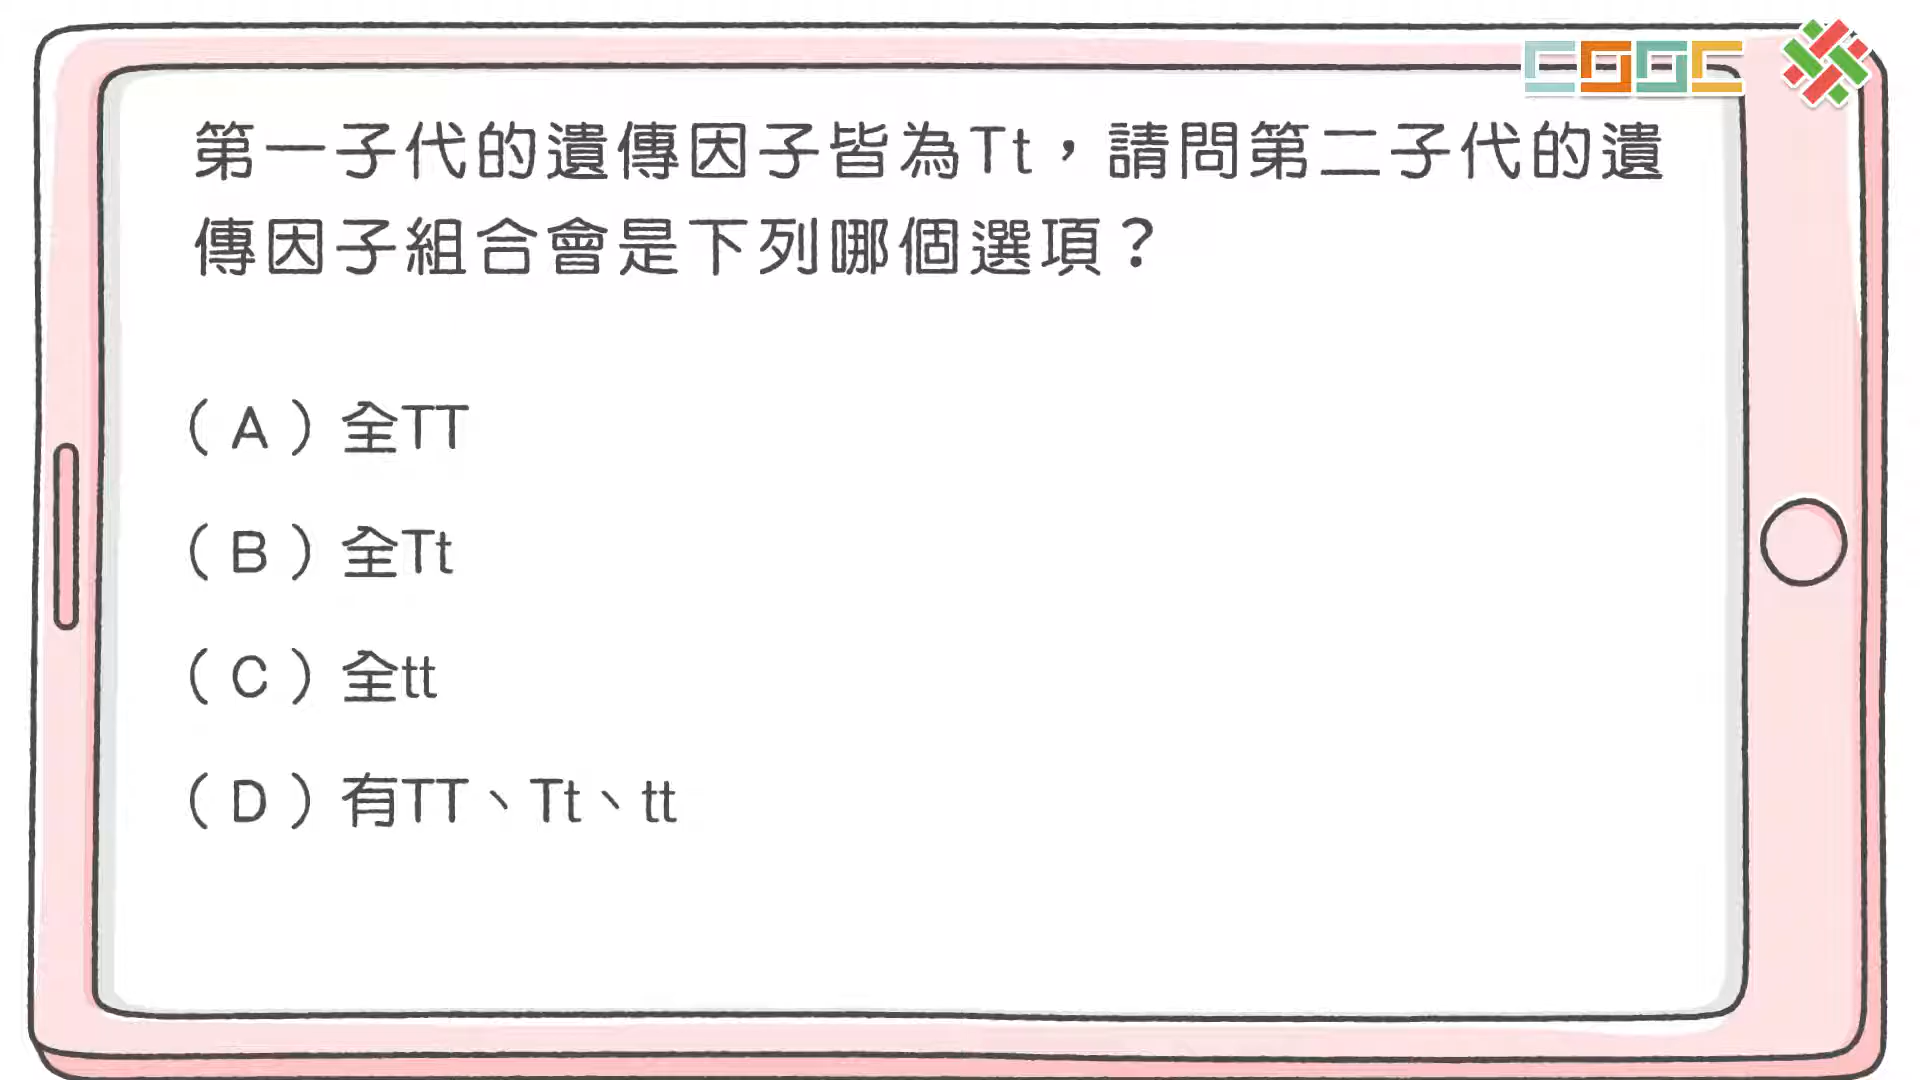 第一子代的遺傳因子皆為Tt，請問第二子代的遺
傳因子組合會是下列哪個選項？
（A）全TT
（B）全Tt
（C）全tt
（D）有TT、Tt、tt